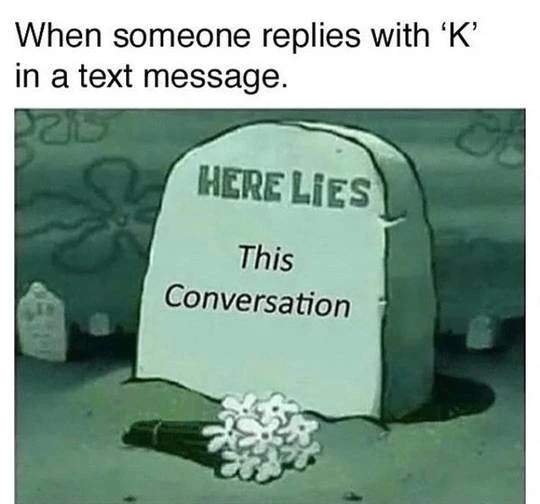 When someone replies with ‘K’
in a text message.
HERE LiES
This
Conversation